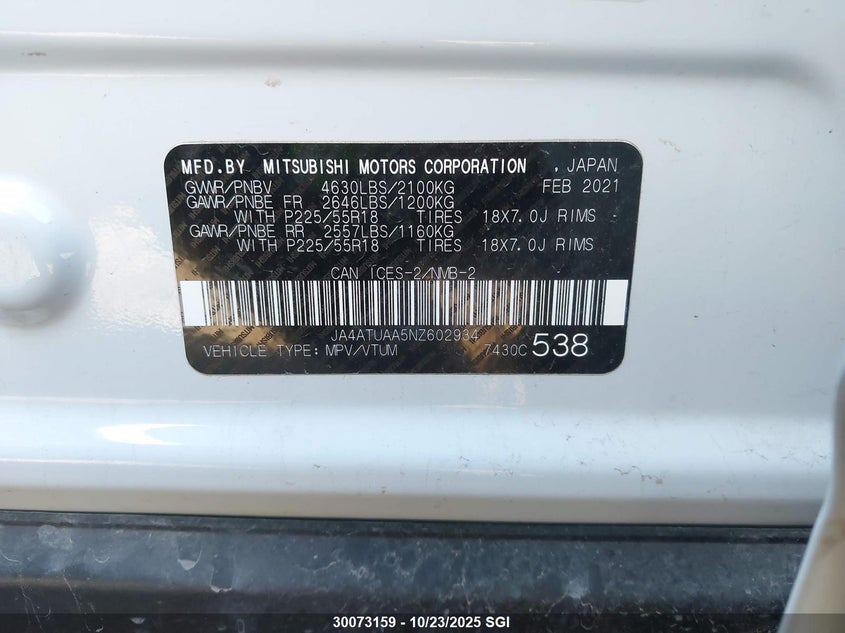 MFD.BY MITSUBISHI MOTORS CORPORATION , JAPAN
GVWR/PNBV 4630LBS/2100KG FEB 2021
GAWR/PNBE FR 2646LBS/1200KG
WITH P225/55R18 TIRES 18X7.0J RIMS
GAWR/PNBE RR 2557LBS/1160KG
WITH P225/55R18 TIRES 18X7.0J RIMS
CAN ICES-2/NMB-2
JA4ATUAA5NZ602934
VEHICLE TYPE: MPV/VTUM 7430C 538
30073159 - 10/23/2025 SGI